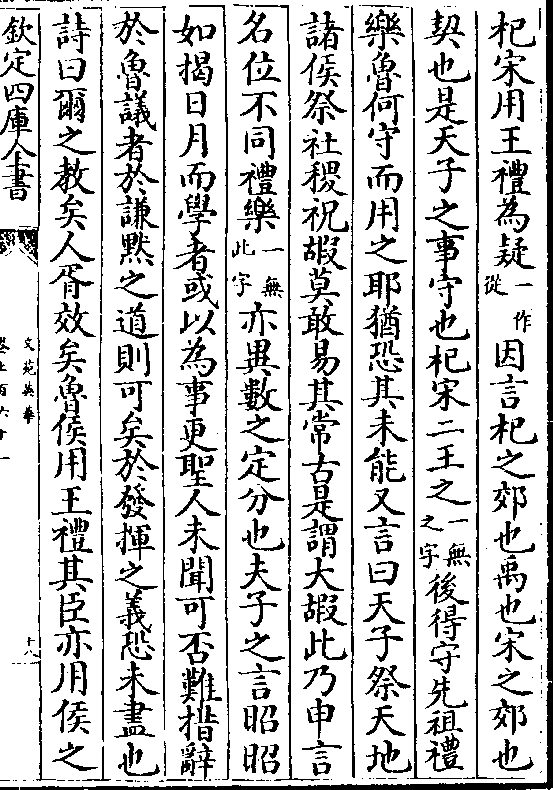 杞宋用王禮為疑一作從因言杞之郊也禹也宋之郊也
契也是天子之事守也杞宋二王之一無之字後得守先祖禮
樂魯何守而用之耶猶恐其未能又言曰天子祭天地
諸侯祭社稷祝嘏莫敢易其常古是謂大嘏此乃申言
名位不同禮樂一無此字亦異數之定分也夫子之言昭昭
如揭日月而學者或以為事更聖人未聞可否難措辭
於魯議者於謙默之道則可矣於發揮之義恐未盡也
詩曰爾之教矣人胥效矣魯侯用王禮其臣亦用侯之
欽定四庫全書
文苑英華
十八